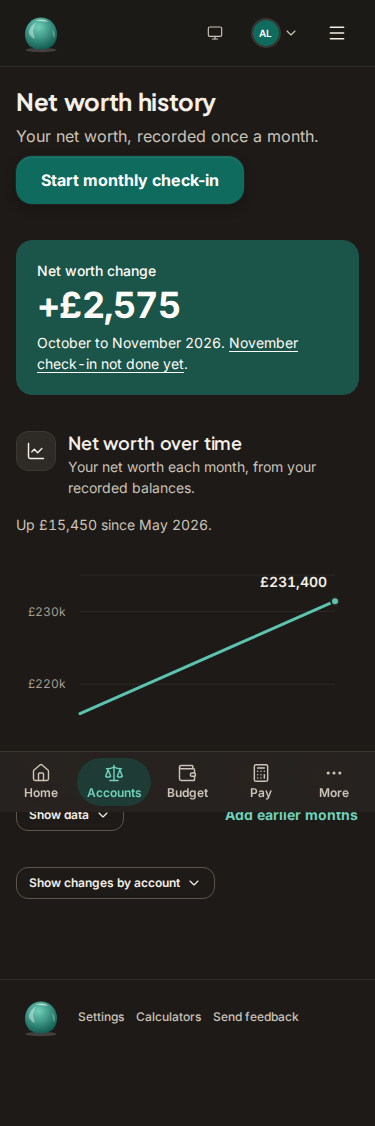 AL
Net worth history
Your net worth, recorded once a month.
Start monthly check-in
Net worth change
+£2,575
October to November 2026. November
check-in not done yet.
Net worth over time
Your net worth each month, from your
recorded balances.
Up £15,450 since May 2026.
£231,400
£230k
£220k
Home Accounts Budget Pay More
Show data Add earlier months
Show changes by account
Settings Calculators Send feedback